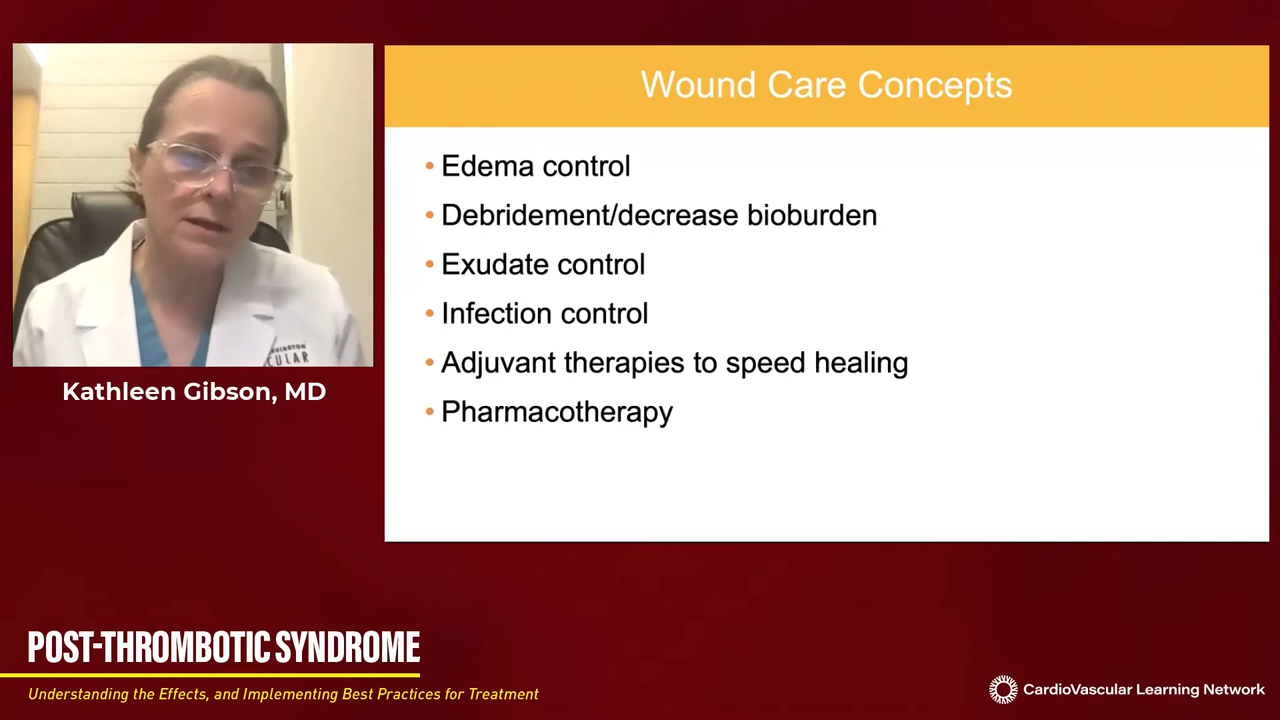 Wound Care Concepts
• Edema control
• Debridement/decrease bioburden
• Exudate control
• Infection control
• Adjuvant therapies to speed healing
• Pharmacotherapy
Kathleen Gibson, MD
POST-THROMBOTIC SYNDROME
Understanding the Effects, and Implementing Best Practices for Treatment
CardioVascular Learning Network